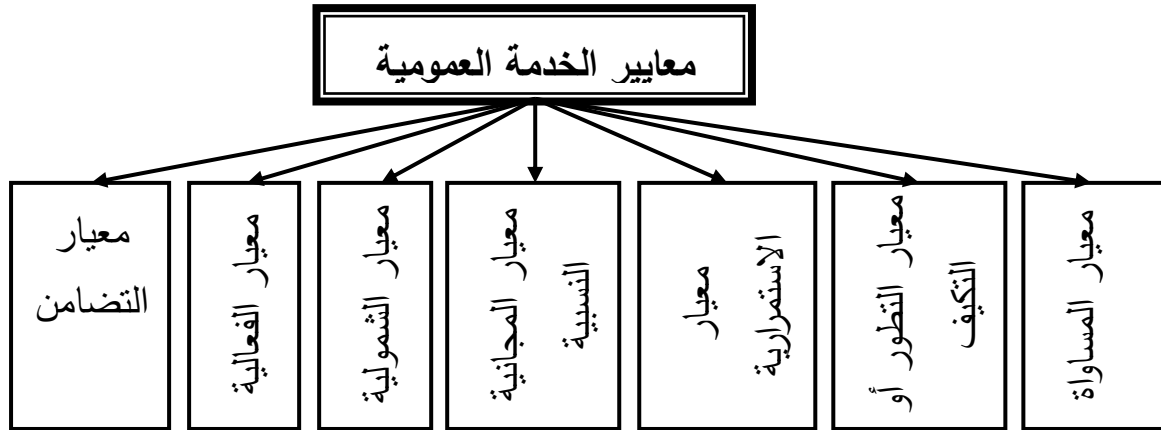 معايير الخدمة العمومية
معيار المساواة
معيار التطور أو
التكيف
معيار
الاستمرارية
معيار المجانية
النسبية
معيار الشمولية
معيار الفعالية
معيار
التضامن